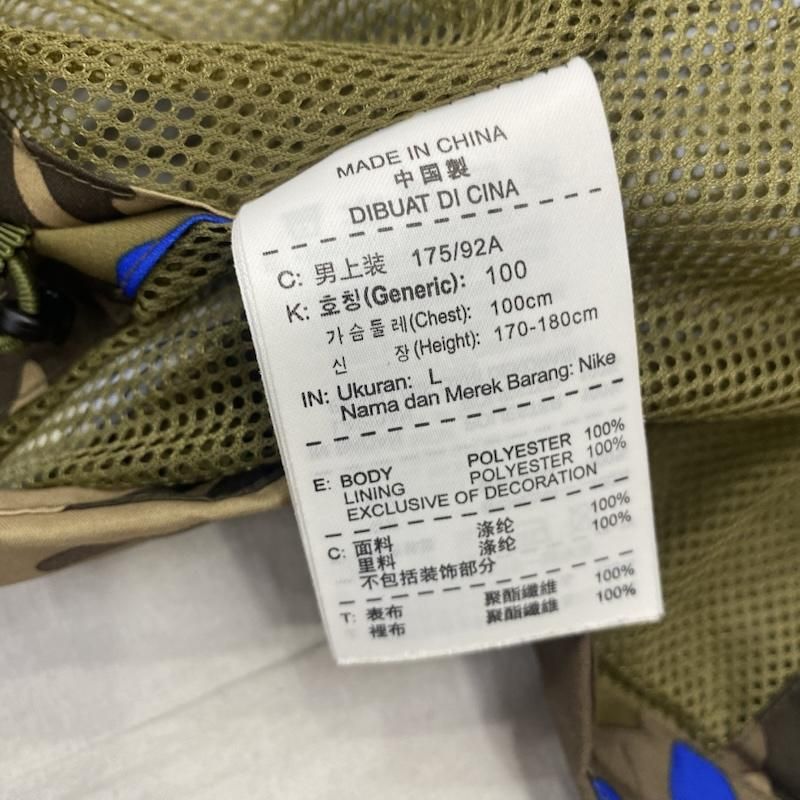 MADE IN CHINA
中国製
DIBUAT DI CINA
C: 男上装 175/92A
K: 호칭(Generic): 100
가슴둘레(Chest): 100cm
신 장(Height): 170-180cm
IN: Ukuran: L
Nama dan Merek Barang: Nike
E: BODY POLYESTER 100%
LINING POLYESTER 100%
EXCLUSIVE OF DECORATION
C: 面料 涤纶 100%
里料 涤纶 100%
不包括装饰部分
T: 表布 聚酯纖維 100%
裡布 聚酯纖維 100%